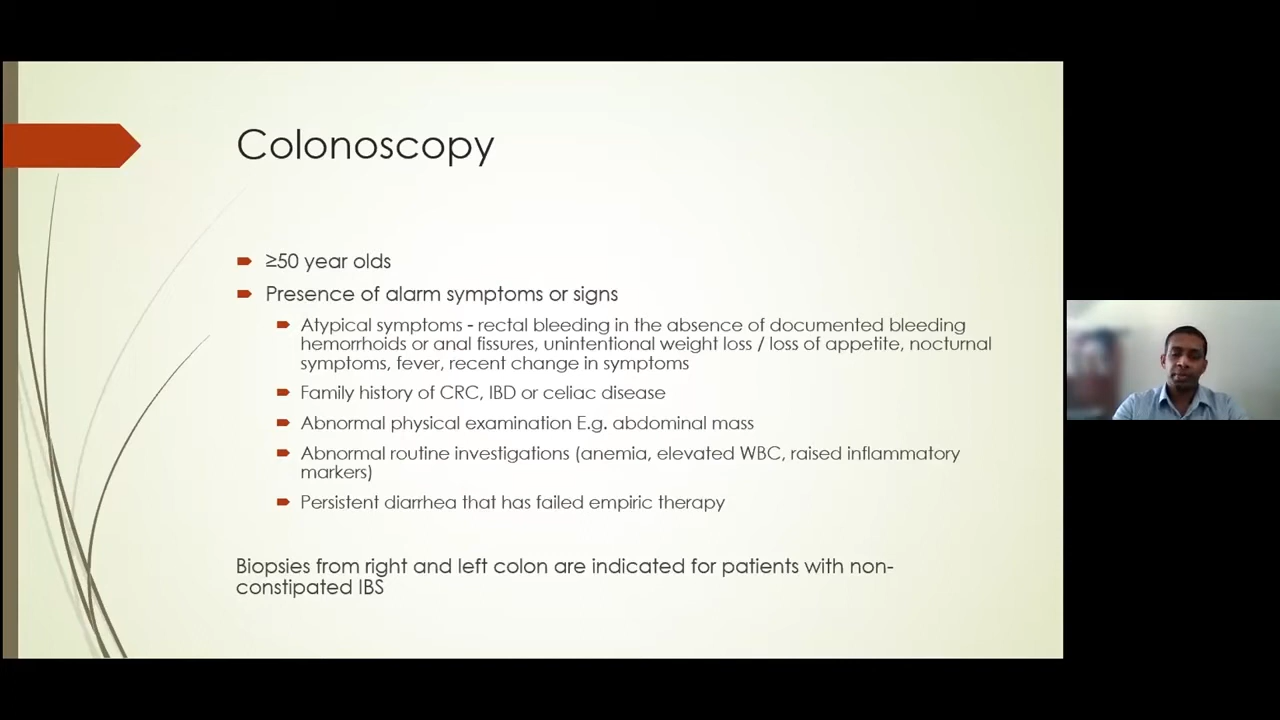 Colonoscopy
≥50 year olds
Presence of alarm symptoms or signs
Atypical symptoms - rectal bleeding in the absence of documented bleeding
hemorrhoids or anal fissures, unintentional weight loss / loss of appetite, nocturnal
symptoms, fever, recent change in symptoms
Family history of CRC, IBD or celiac disease
Abnormal physical examination E.g. abdominal mass
Abnormal routine investigations (anemia, elevated WBC, raised inflammatory
markers)
Persistent diarrhea that has failed empiric therapy
Biopsies from right and left colon are indicated for patients with non-
constipated IBS